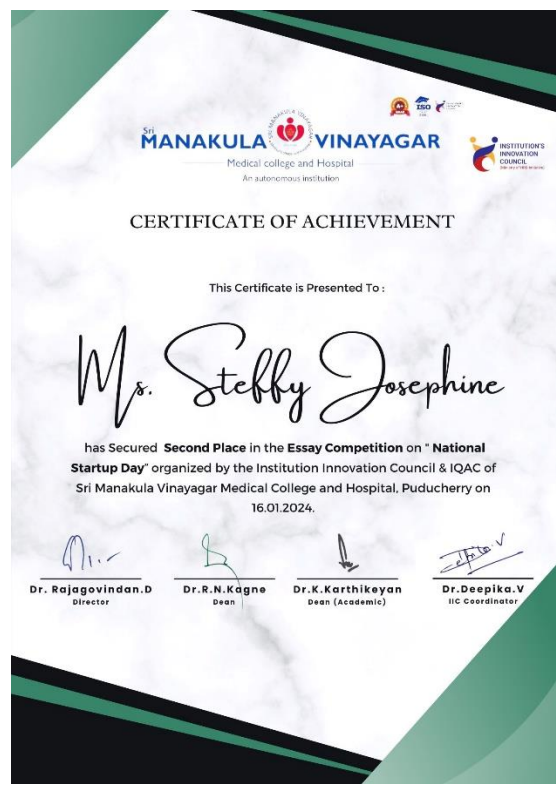 Sri
MANAKULA VINAYAGAR
Medical college and Hospital
An autonomous institution
ISO
INSTITUTION'S
INNOVATION
COUNCIL
CERTIFICATE OF ACHIEVEMENT
This Certificate is Presented To :
Ms. Steffy Josephine
has Secured Second Place in the Essay Competition on " National
Startup Day" organized by the Institution Innovation Council & IQAC of
Sri Manakula Vinayagar Medical College and Hospital, Puducherry on
16.01.2024.
Dr. Rajagovindan.D Dr.R.N.Kagne Dr.K.Karthikeyan Dr.Deepika.V
Director Dean Dean (Academic) IIC Coordinator